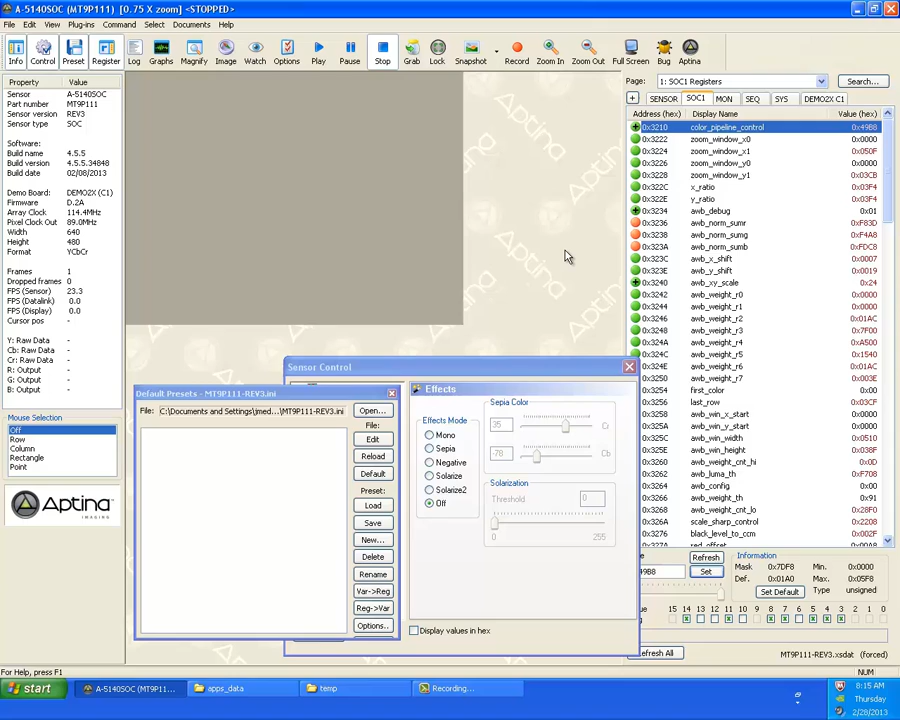 A-5140SOC (MT9P111) [0.75 X zoom] <STOPPED>
File Edit View Plug-ins Command Select Documents Help
Info Control Preset Register Log Graphs Magnify Image Watch Options Play Pause Stop Grab Lock Snapshot Record Zoom In Zoom Out Full Screen Bug Aptina
Property Value
Sensor A-5140SOC
Part number MT9P111
Sensor version REV3
Sensor type SOC
Software:
Build name 4.5.5
Build version 4.5.5.34848
Build date 02/08/2013
Demo Board: DEMO2X (C1)
Firmware D.2A
Array Clock 114.4MHz
Pixel Clock Out 89.0MHz
Width 640
Height 480
Format YCbCr
Frames 1
Dropped frames 0
FPS (Sensor) 23.3
FPS (Datalink) 0.0
FPS (Display) 0.0
Cursor pos -
Y: Raw Data -
Cb: Raw Data -
Cr: Raw Data -
R: Output -
G: Output -
B: Output -
Mouse Selection
Off
Row
Column
Rectangle
Point
Aptina
IMAGING
Aptina
Aptina
Aptina
Default Presets - MT9P111-REV3.ini
File: C:\Documents and Settings\jmed...\MT9P111-REV3.ini Open...
File:
Edit
Reload
Default
Preset:
Load
Save
New...
Delete
Rename
Var->Reg
Reg->Var
Options..
Sensor Control
Effects
Effects Mode
Mono
Sepia
Negative
Solarize
Solarize2
Off
Sepia Color
35 Cr
-78 Cb
Solarization
Threshold 0
0 255
Display values in hex
Page: 1: SOC1 Registers Search...
+ SENSOR SOC1 MON SEQ SYS DEMO2X C1
Address (hex) Display Name Value (hex)
0x3210 color_pipeline_control 0x49B8
0x3222 zoom_window_x0 0x0000
0x3224 zoom_window_x1 0x050F
0x3226 zoom_window_y0 0x0000
0x3228 zoom_window_y1 0x03CB
0x322C x_ratio 0x03F4
0x322E y_ratio 0x03F4
0x3234 awb_debug 0x01
0x3236 awb_norm_sumr 0xF83D
0x3238 awb_norm_sumg 0xF4A8
0x323A awb_norm_sumb 0xFDC8
0x323C awb_x_shift 0x0007
0x323E awb_y_shift 0x0019
0x3240 awb_xy_scale 0x24
0x3242 awb_weight_r0 0x0000
0x3244 awb_weight_r1 0x0000
0x3246 awb_weight_r2 0x01AC
0x3248 awb_weight_r3 0x7F00
0x324A awb_weight_r4 0xA500
0x324C awb_weight_r5 0x1540
0x324E awb_weight_r6 0x01AC
0x3250 awb_weight_r7 0x003E
0x3254 first_color 0x0000
0x3256 last_row 0x03CF
0x3258 awb_win_x_start 0x0000
0x325A awb_win_y_start 0x0000
0x325C awb_win_width 0x0510
0x325E awb_weight_cnt_hi 0x0000
0x3260 awb_luma_th 0xF708
0x3262 awb_config 0x00
0x3264 awb_weight_th 0x91
0x3266 awb_weight_cnt_lo 0x28F0
0x3268 scale_sharp_control 0x2208
0x326A black_level_to_ccm 0x0008
49B8 Refresh
Set
Information
Mask 0x7DF8 Min. 0x0000
Def. 0x01A0 Max. 0x05F8
Set Default Type unsigned
15 14 13 12 11 10 9 8 7 6 5 4 3 2 1 0
Refresh All MT9P111-REV3.xsdat (forced)
For Help, press F1 NUM
start A-5140SOC (MT9P11... apps_data temp Recording...
8:15 AM
Thursday
2/28/2013